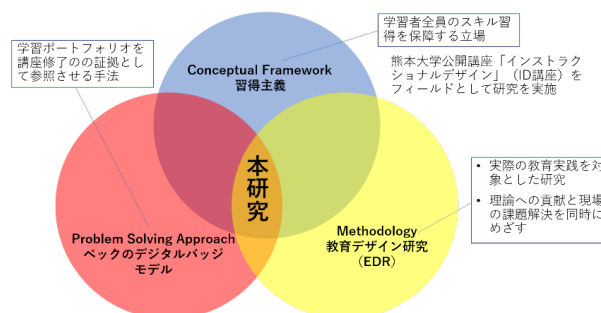 学習ポートフォリオを
講座修了のの証拠とし
て参照させる手法
学習者全員のスキル習
得を保障する立場
熊本大学公開講座「インストラク
ショナルデザイン」（ID講座）を
フィールドとして研究を実施
Conceptual Framework
習得主義
本研究
• 実際の教育実践を対
象とした研究
• 理論への貢献と現場
の課題解決を同時に
めざす
Problem Solving Approach
ベックのデジタルバッジ
モデル
Methodology
教育デザイン研究
（EDR）